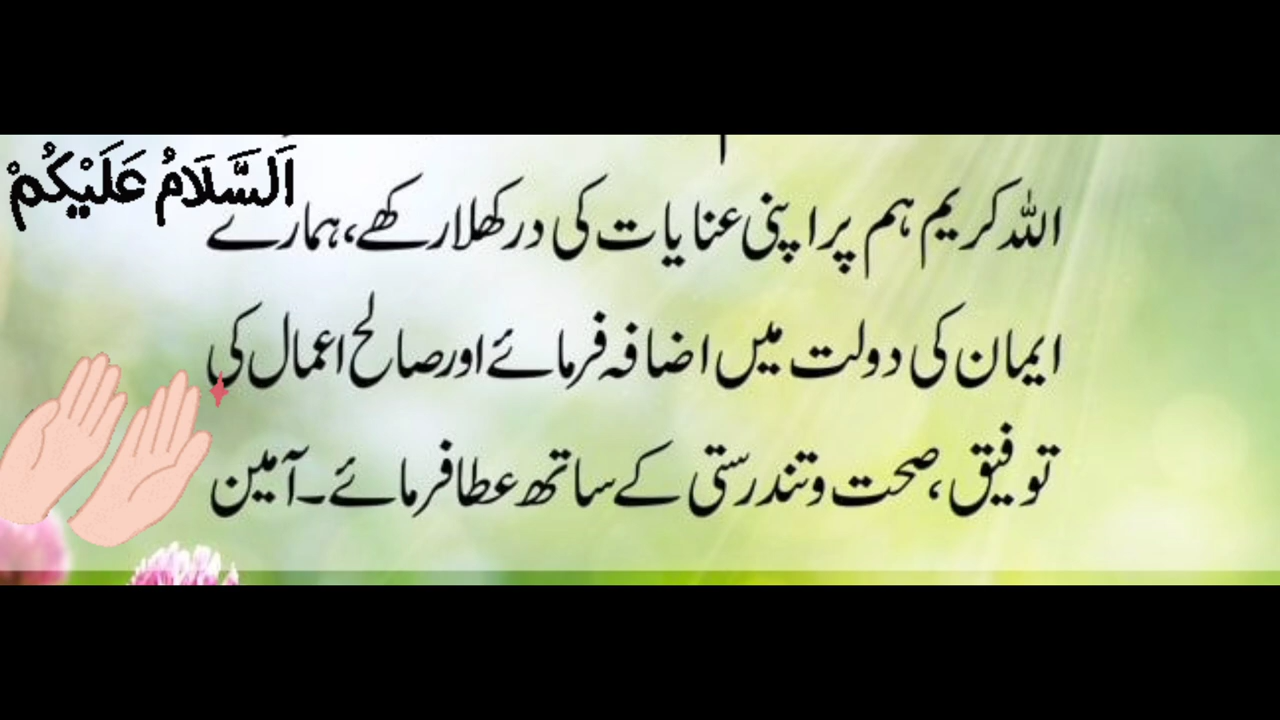 اَلسَّلَامُ عَلَيْكُمْ
اللہ کریم ہم پر اپنی عنایات کی در کھلا رکھے، ہمارے
ایمان کی دولت میں اضافہ فرمائے اور صالح اعمال کی
توفیق، صحت و تندرستی کے ساتھ عطا فرمائے۔ آمین